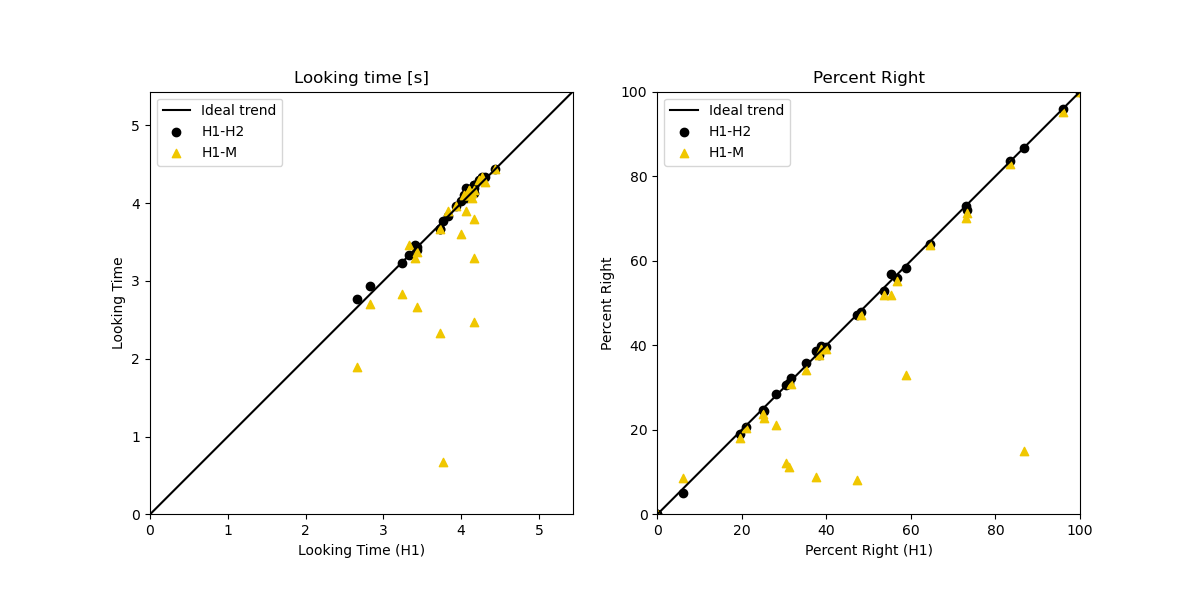 Looking time [s]
Ideal trend
H1-H2
H1-M
Looking Time
5
4
3
2
1
0
0 1 2 3 4 5
Looking Time (H1)
Percent Right
Ideal trend
H1-H2
H1-M
Percent Right
100
80
60
40
20
0
0 20 40 60 80 100
Percent Right (H1)